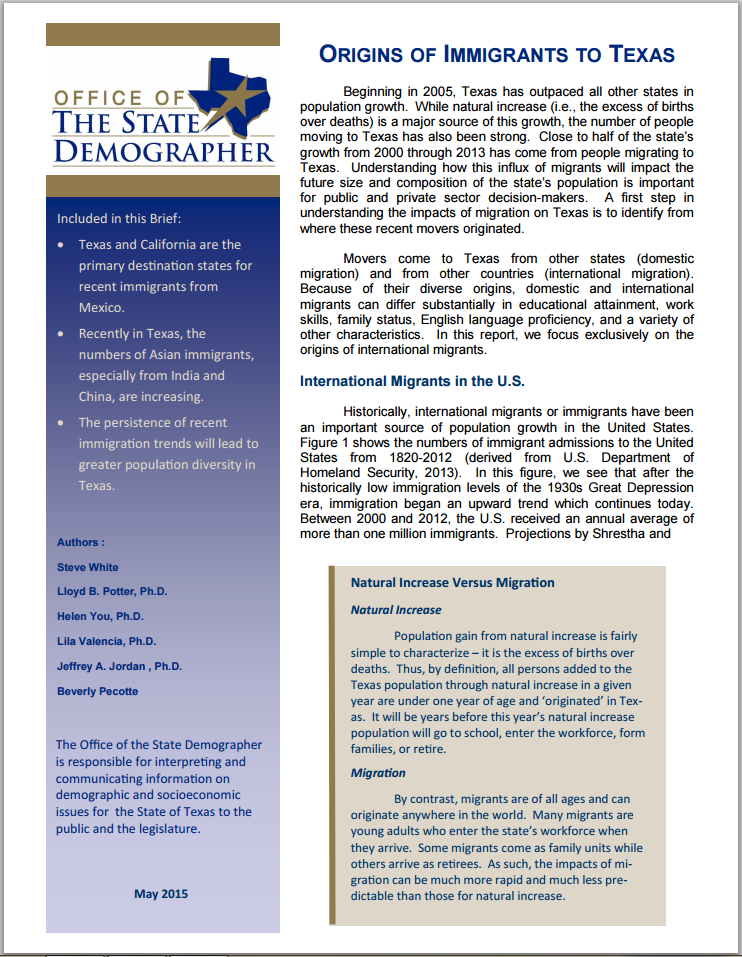 OFFICE OF
THE STATE
DEMOGRAPHER
Included in this Brief:
• Texas and California are the
primary destination states for
recent immigrants from
Mexico.
• Recently in Texas, the
numbers of Asian immigrants,
especially from India and
China, are increasing.
• The persistence of recent
immigration trends will lead to
greater population diversity in
Texas.
Authors :
Steve White
Lloyd B. Potter, Ph.D.
Helen You, Ph.D.
Lila Valencia, Ph.D.
Jeffrey A. Jordan , Ph.D.
Beverly Pecotte
The Office of the State Demographer
is responsible for interpreting and
communicating information on
demographic and socioeconomic
issues for the State of Texas to the
public and the legislature.
May 2015
ORIGINS OF IMMIGRANTS TO TEXAS
Beginning in 2005, Texas has outpaced all other states in
population growth. While natural increase (i.e., the excess of births
over deaths) is a major source of this growth, the number of people
moving to Texas has also been strong. Close to half of the state's
growth from 2000 through 2013 has come from people migrating to
Texas. Understanding how this influx of migrants will impact the
future size and composition of the state's population is important
for public and private sector decision-makers. A first step in
understanding the impacts of migration on Texas is to identify from
where these recent movers originated.
Movers come to Texas from other states (domestic
migration) and from other countries (international migration).
Because of their diverse origins, domestic and international
migrants can differ substantially in educational attainment, work
skills, family status, English language proficiency, and a variety of
other characteristics. In this report, we focus exclusively on the
origins of international migrants.
International Migrants in the U.S.
Historically, international migrants or immigrants have been
an important source of population growth in the United States.
Figure 1 shows the numbers of immigrant admissions to the United
States from 1820-2012 (derived from U.S. Department of
Homeland Security, 2013). In this figure, we see that after the
historically low immigration levels of the 1930s Great Depression
era, immigration began an upward trend which continues today.
Between 2000 and 2012, the U.S. received an annual average of
more than one million immigrants. Projections by Shrestha and
Natural Increase Versus Migration
Natural Increase
Population gain from natural increase is fairly
simple to characterize – it is the excess of births over
deaths. Thus, by definition, all persons added to the
Texas population through natural increase in a given
year are under one year of age and 'originated' in Tex-
as. It will be years before this year's natural increase
population will go to school, enter the workforce, form
families, or retire.
Migration
By contrast, migrants are of all ages and can
originate anywhere in the world. Many migrants are
young adults who enter the state's workforce when
they arrive. Some migrants come as family units while
others arrive as retirees. As such, the impacts of mi-
gration can be much more rapid and much less pre-
dictable than those for natural increase.